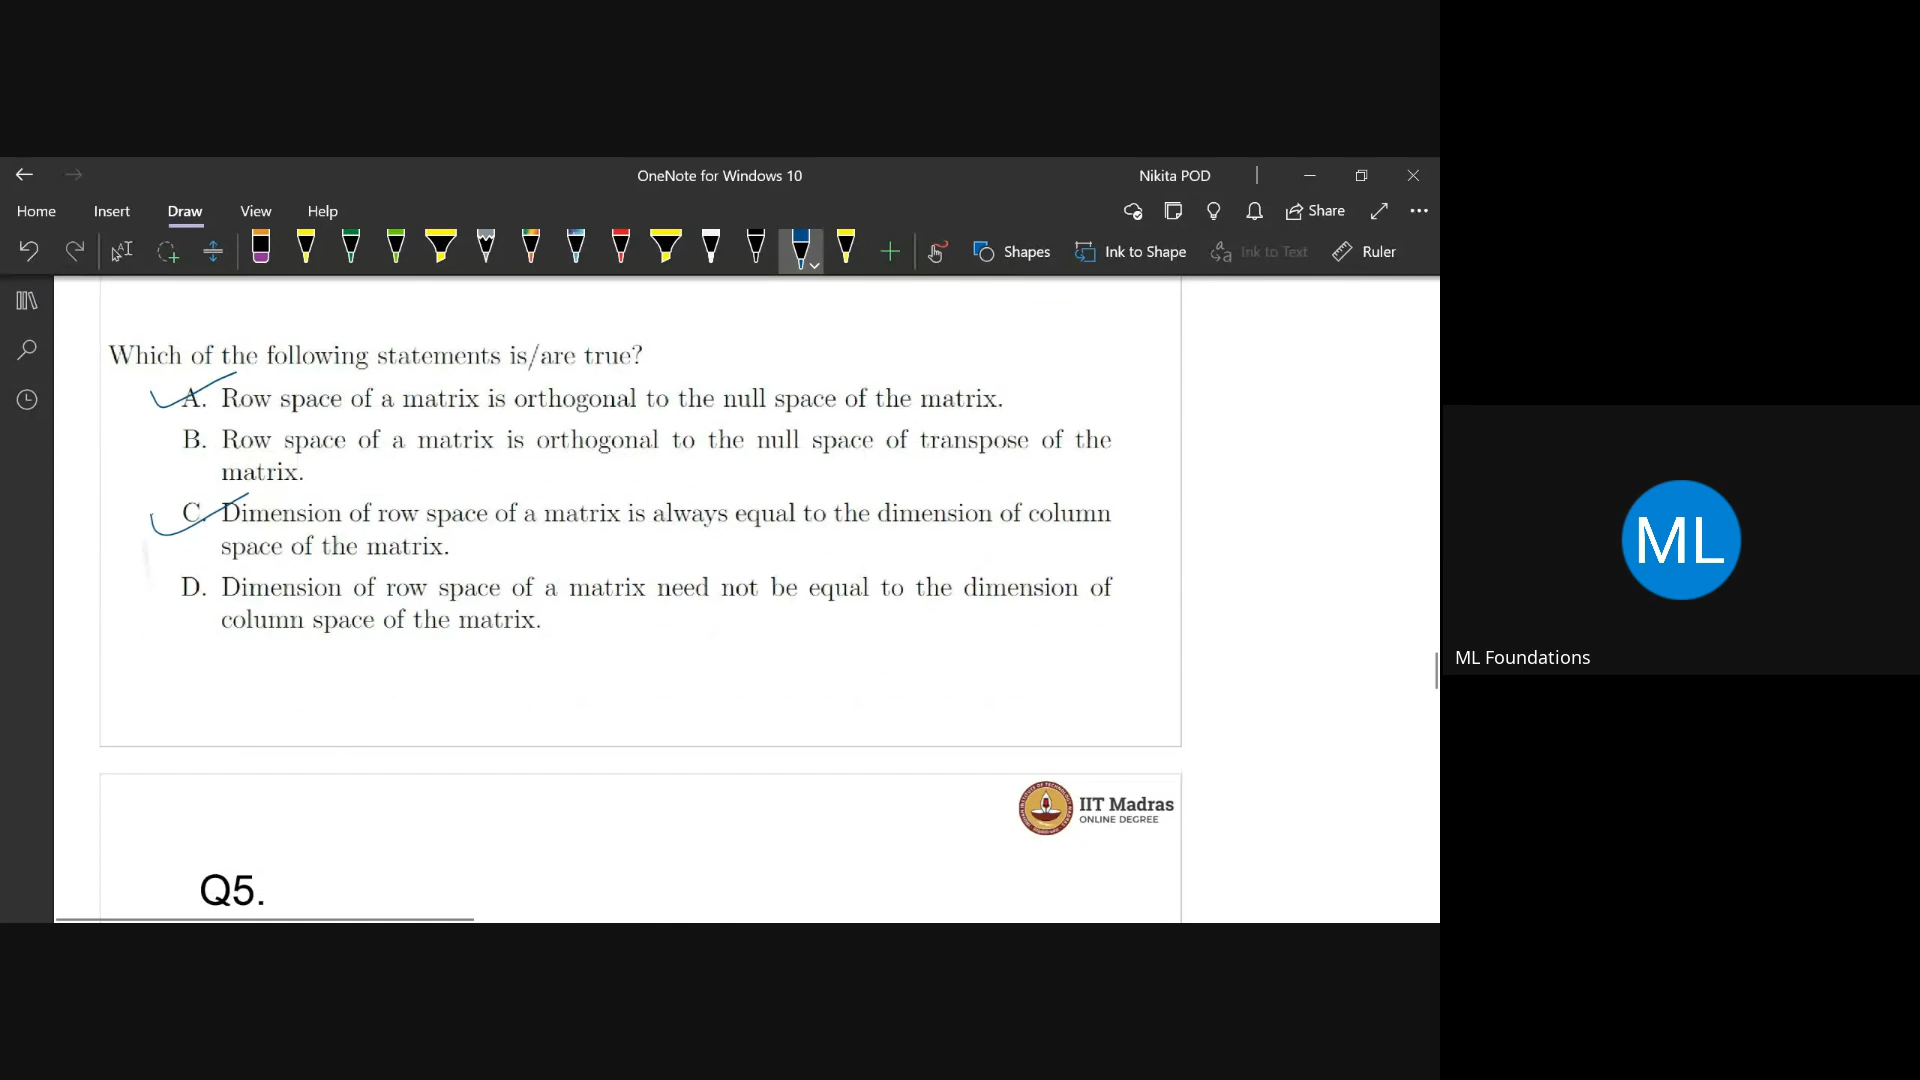 OneNote for Windows 10
Nikita POD
Home Insert Draw View Help
Share
Shapes Ink to Shape Ink to Text Ruler
Which of the following statements is/are true?
A. Row space of a matrix is orthogonal to the null space of the matrix.
B. Row space of a matrix is orthogonal to the null space of transpose of the
matrix.
C. Dimension of row space of a matrix is always equal to the dimension of column
space of the matrix.
D. Dimension of row space of a matrix need not be equal to the dimension of
column space of the matrix.
ML
ML Foundations
IIT Madras
ONLINE DEGREE
Q5.